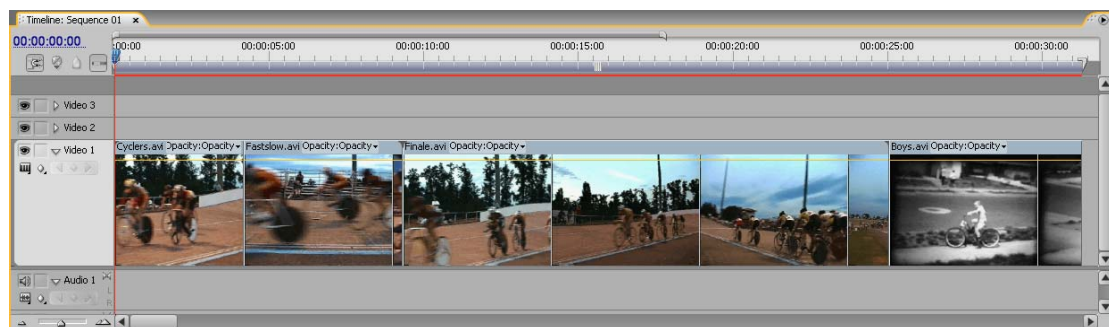 Timeline: Sequence 01 ×
00:00:00:00
:00:00 00:00:05:00 00:00:10:00 00:00:15:00 00:00:20:00 00:00:25:00 00:00:30:00
Video 3
Video 2
Video 1
Cyclers.avi Opacity:Opacity Fastslow.avi Opacity:Opacity Finale.avi Opacity:Opacity Boys.avi Opacity:Opacity
Audio 1
L
R